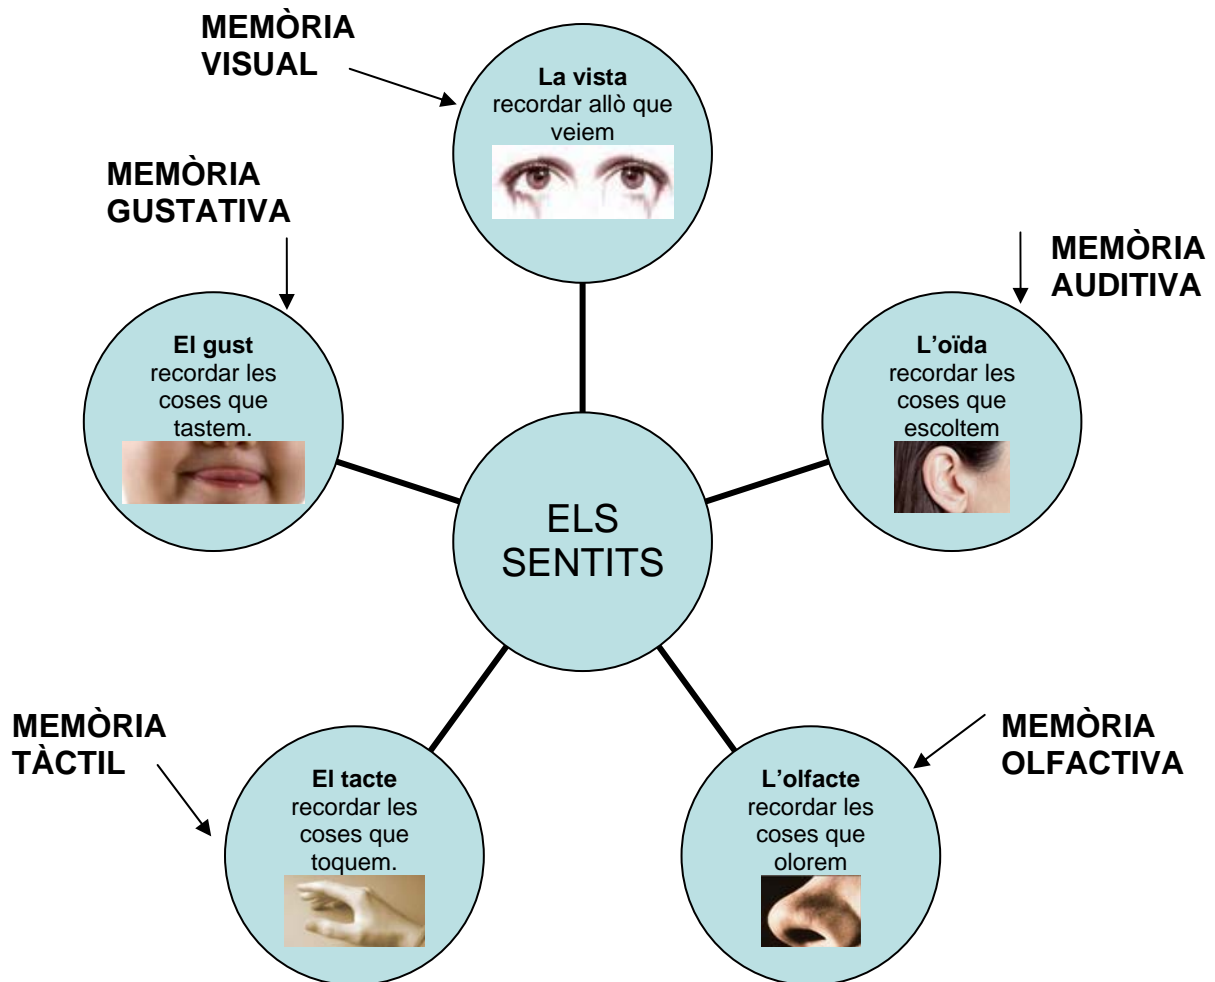 MEMÒRIA
VISUAL
La vista
recordar allò que
veiem
MEMÒRIA
GUSTATIVA
MEMÒRIA
AUDITIVA
El gust
recordar les
coses que
tastem.
L'oïda
recordar les
coses que
escoltem
ELS
SENTITS
MEMÒRIA
TÀCTIL
El tacte
recordar les
coses que
toquem.
L'olfacte
recordar les
coses que
olorem
MEMÒRIA
OLFACTIVA